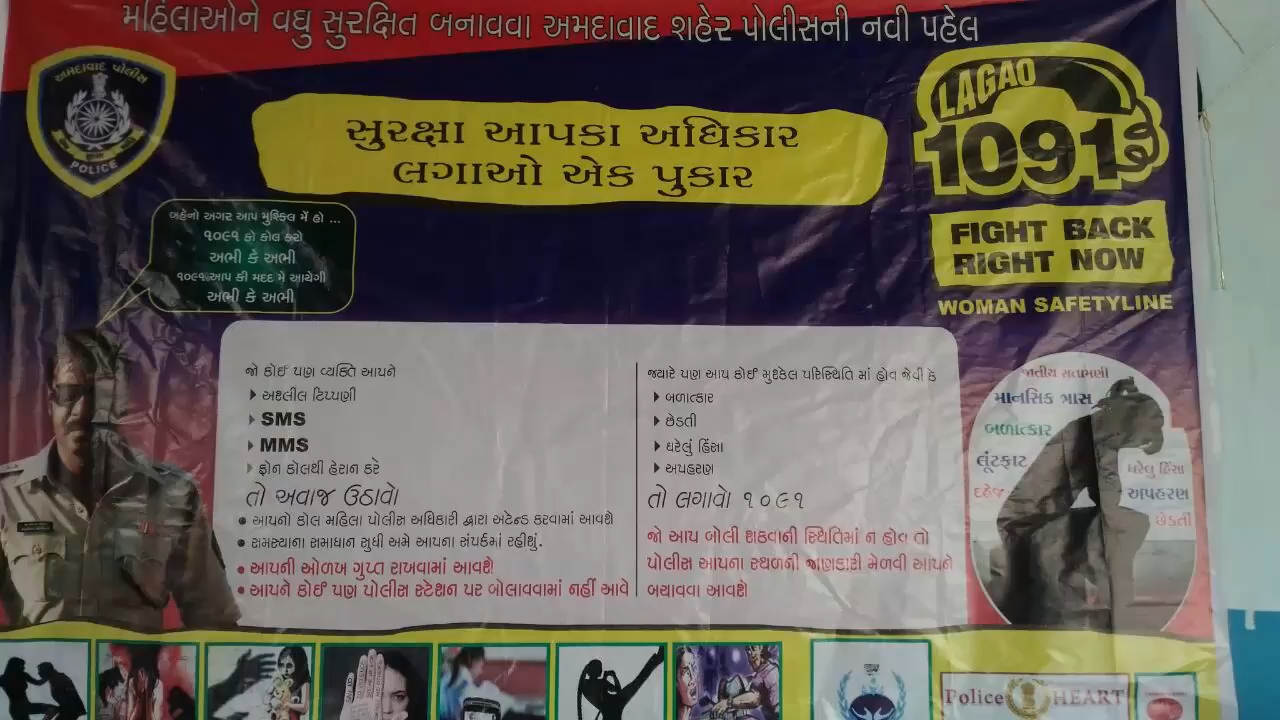 મહિલાઓને વધુ સુરક્ષિત બનાવવા અમદાવાદ શહેર પોલીસની નવી પહેલ
અમદાવાદ પોલીસ
POLICE
સુરક્ષા આપકા અધિકાર
લગાઓ એક પુકાર
LAGAO
1091
FIGHT BACK
RIGHT NOW
WOMAN SAFETYLINE
બહેનો અગર આપ મુશ્કિલ મેં હો ...
૧૦૯૧ કો કોલ કરો
અભી કે અભી
૧૦૯૧ આપ કી મદદ મે આયેગી
અભી કે અભી
જો કોઈ પણ વ્યક્તિ આપને
અશ્લીલ ટિપ્પણી
SMS
MMS
ફોન કોલથી હેરાન કરે
તો અવાજ ઉઠાવો
• આપનો કોલ મહિલા પોલીસ અધિકારી દ્વારા અટેન્ડ કરવામાં આવશે
• સમસ્યાના સમાધાન સુધી અમે આપના સંપર્કમાં રહીશું.
• આપની ઓળખ ગુપ્ત રાખવામાં આવશે
• આપને કોઈ પણ પોલીસ સ્ટેશન પર બોલાવવામાં નહીં આવે
જ્યારે પણ આપ કોઈ મુશ્કેલ પરિસ્થિતિ માં હોવ જેવી કે
બળાત્કાર
છેડતી
ઘરેલું હિંસા
અપહરણ
તો લગાવો ૧૦૯૧
જો આપ બોલી શકવાની સ્થિતિમાં ન હોવ તો
પોલીસ આપના સ્થળની જાણકારી મેળવી આપને
બચાવવા આવશે
જાતીય સતામણી
માનસિક ત્રાસ
બળાત્કાર
લૂંટફાટ
દહેજ
ઘરેલુ હિંસા
અપહરણ
છેડતી
Police HEART